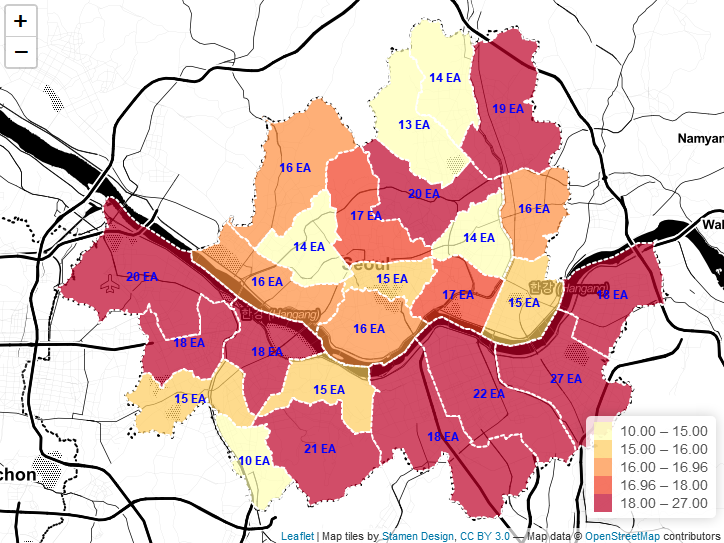 +
−
14 EA
19 EA
13 EA
Namyan
16 EA
20 EA
17 EA
16 EA
Wal
14 EA
14 EA
Seoul
20 EA
15 EA
16 EA
17 EA
15 EA
한강 (Hangang)
18 EA
한강 (Hangang)
16 EA
18 EA
18 EA
27 EA
15 EA
15 EA
22 EA
18 EA
21 EA
10 EA
chon
10.00 – 15.00
15.00 – 16.00
16.00 – 16.96
16.96 – 18.00
18.00 – 27.00
Leaflet | Map tiles by Stamen Design, CC BY 3.0 — Map data © OpenStreetMap contributors